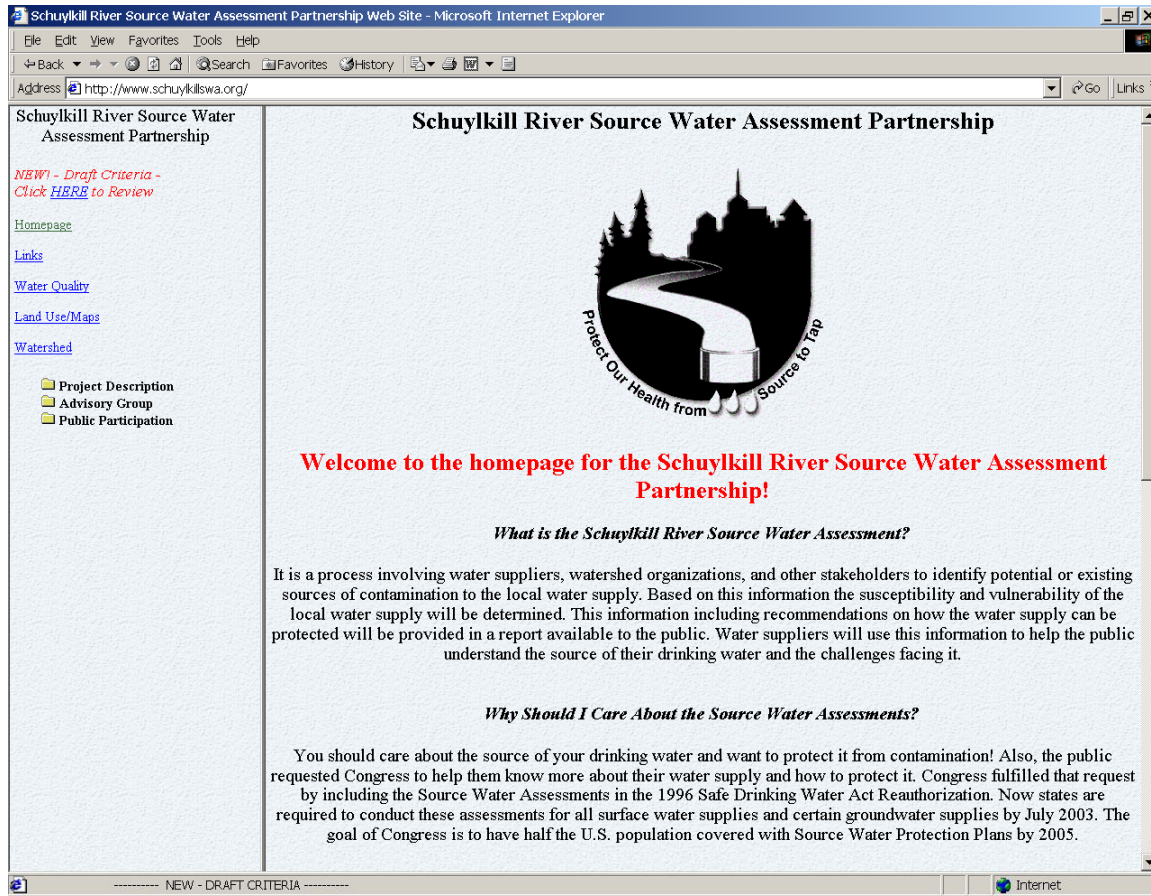 Schuylkill River Source Water Assessment Partnership Web Site - Microsoft Internet Explorer
File Edit View Favorites Tools Help
Back Search Favorites History
Address http://www.schuylkillswa.org/ Go Links
Schuylkill River Source Water
Assessment Partnership
NEW! - Draft Criteria -
Click HERE to Review
Homepage
Links
Water Quality
Land Use/Maps
Watershed
Project Description
Advisory Group
Public Participation
Schuylkill River Source Water Assessment Partnership
Protect Our Health from Source to Tap
Welcome to the homepage for the Schuylkill River Source Water Assessment
Partnership!
What is the Schuylkill River Source Water Assessment?
It is a process involving water suppliers, watershed organizations, and other stakeholders to identify potential or existing
sources of contamination to the local water supply. Based on this information the susceptibility and vulnerability of the
local water supply will be determined. This information including recommendations on how the water supply can be
protected will be provided in a report available to the public. Water suppliers will use this information to help the public
understand the source of their drinking water and the challenges facing it.
Why Should I Care About the Source Water Assessments?
You should care about the source of your drinking water and want to protect it from contamination! Also, the public
requested Congress to help them know more about their water supply and how to protect it. Congress fulfilled that request
by including the Source Water Assessments in the 1996 Safe Drinking Water Act Reauthorization. Now states are
required to conduct these assessments for all surface water supplies and certain groundwater supplies by July 2003. The
goal of Congress is to have half the U.S. population covered with Source Water Protection Plans by 2005.
---------- NEW - DRAFT CRITERIA ---------- Internet